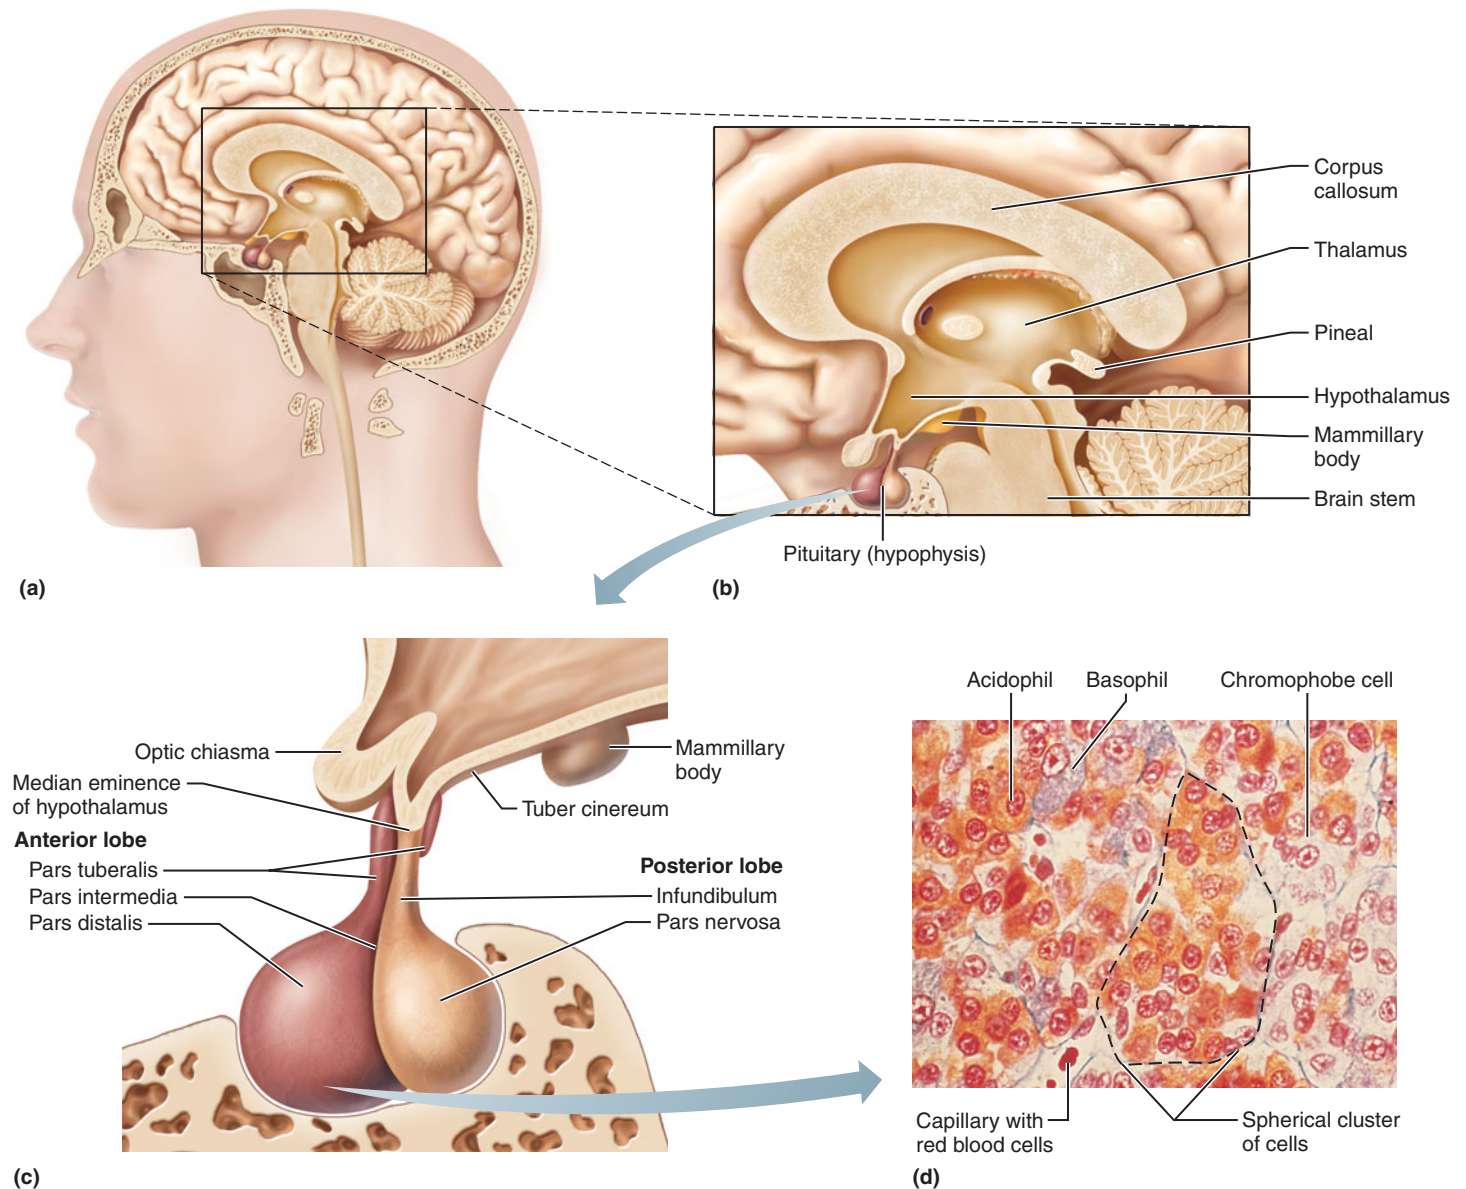 Corpus
callosum
Thalamus
Pineal
Hypothalamus
Mammillary
body
Brain stem
Pituitary (hypophysis)
(a)
(b)
Optic chiasma
Median eminence
of hypothalamus
Anterior lobe
Pars tuberalis
Pars intermedia
Pars distalis
Mammillary
body
Tuber cinereum
Posterior lobe
Infundibulum
Pars nervosa
(c)
Acidophil
Basophil
Chromophobe cell
Capillary with
red blood cells
Spherical cluster
of cells
(d)